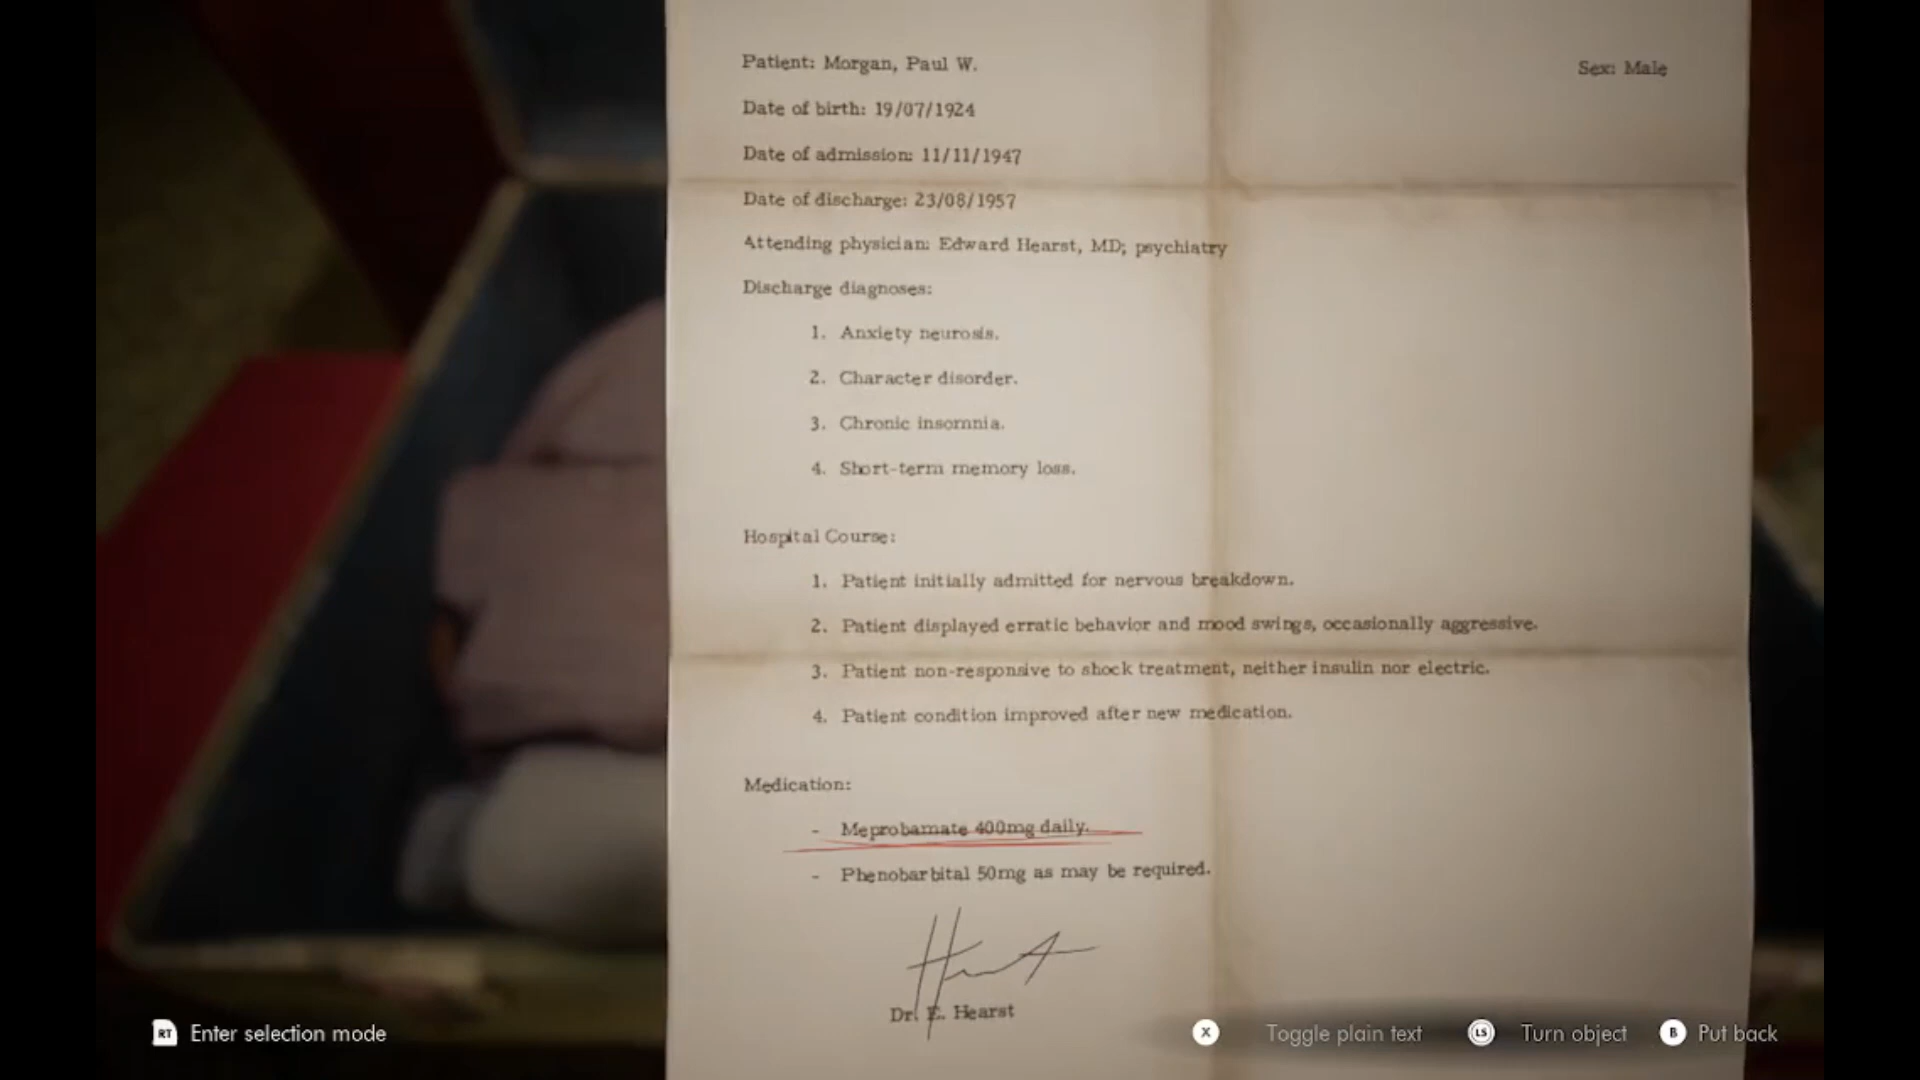 Patient: Morgan, Paul W.
Sex: Male
Date of birth: 19/07/1924
Date of admission: 11/11/1947
Date of discharge: 23/08/1957
Attending physician: Edward Hearst, MD; psychiatry
Discharge diagnoses:
1. Anxiety neurosis.
2. Character disorder.
3. Chronic insomnia.
4. Short-term memory loss.
Hospital Course:
1. Patient initially admitted for nervous breakdown.
2. Patient displayed erratic behavior and mood swings, occasionally aggressive.
3. Patient non-responsive to shock treatment, neither insulin nor electric.
4. Patient condition improved after new medication.
Medication:
- Meprobamate 400mg daily.
- Phenobarbital 50mg as may be required.
Dr. E. Hearst
RT Enter selection mode
X Toggle plain text
LS Turn object
B Put back